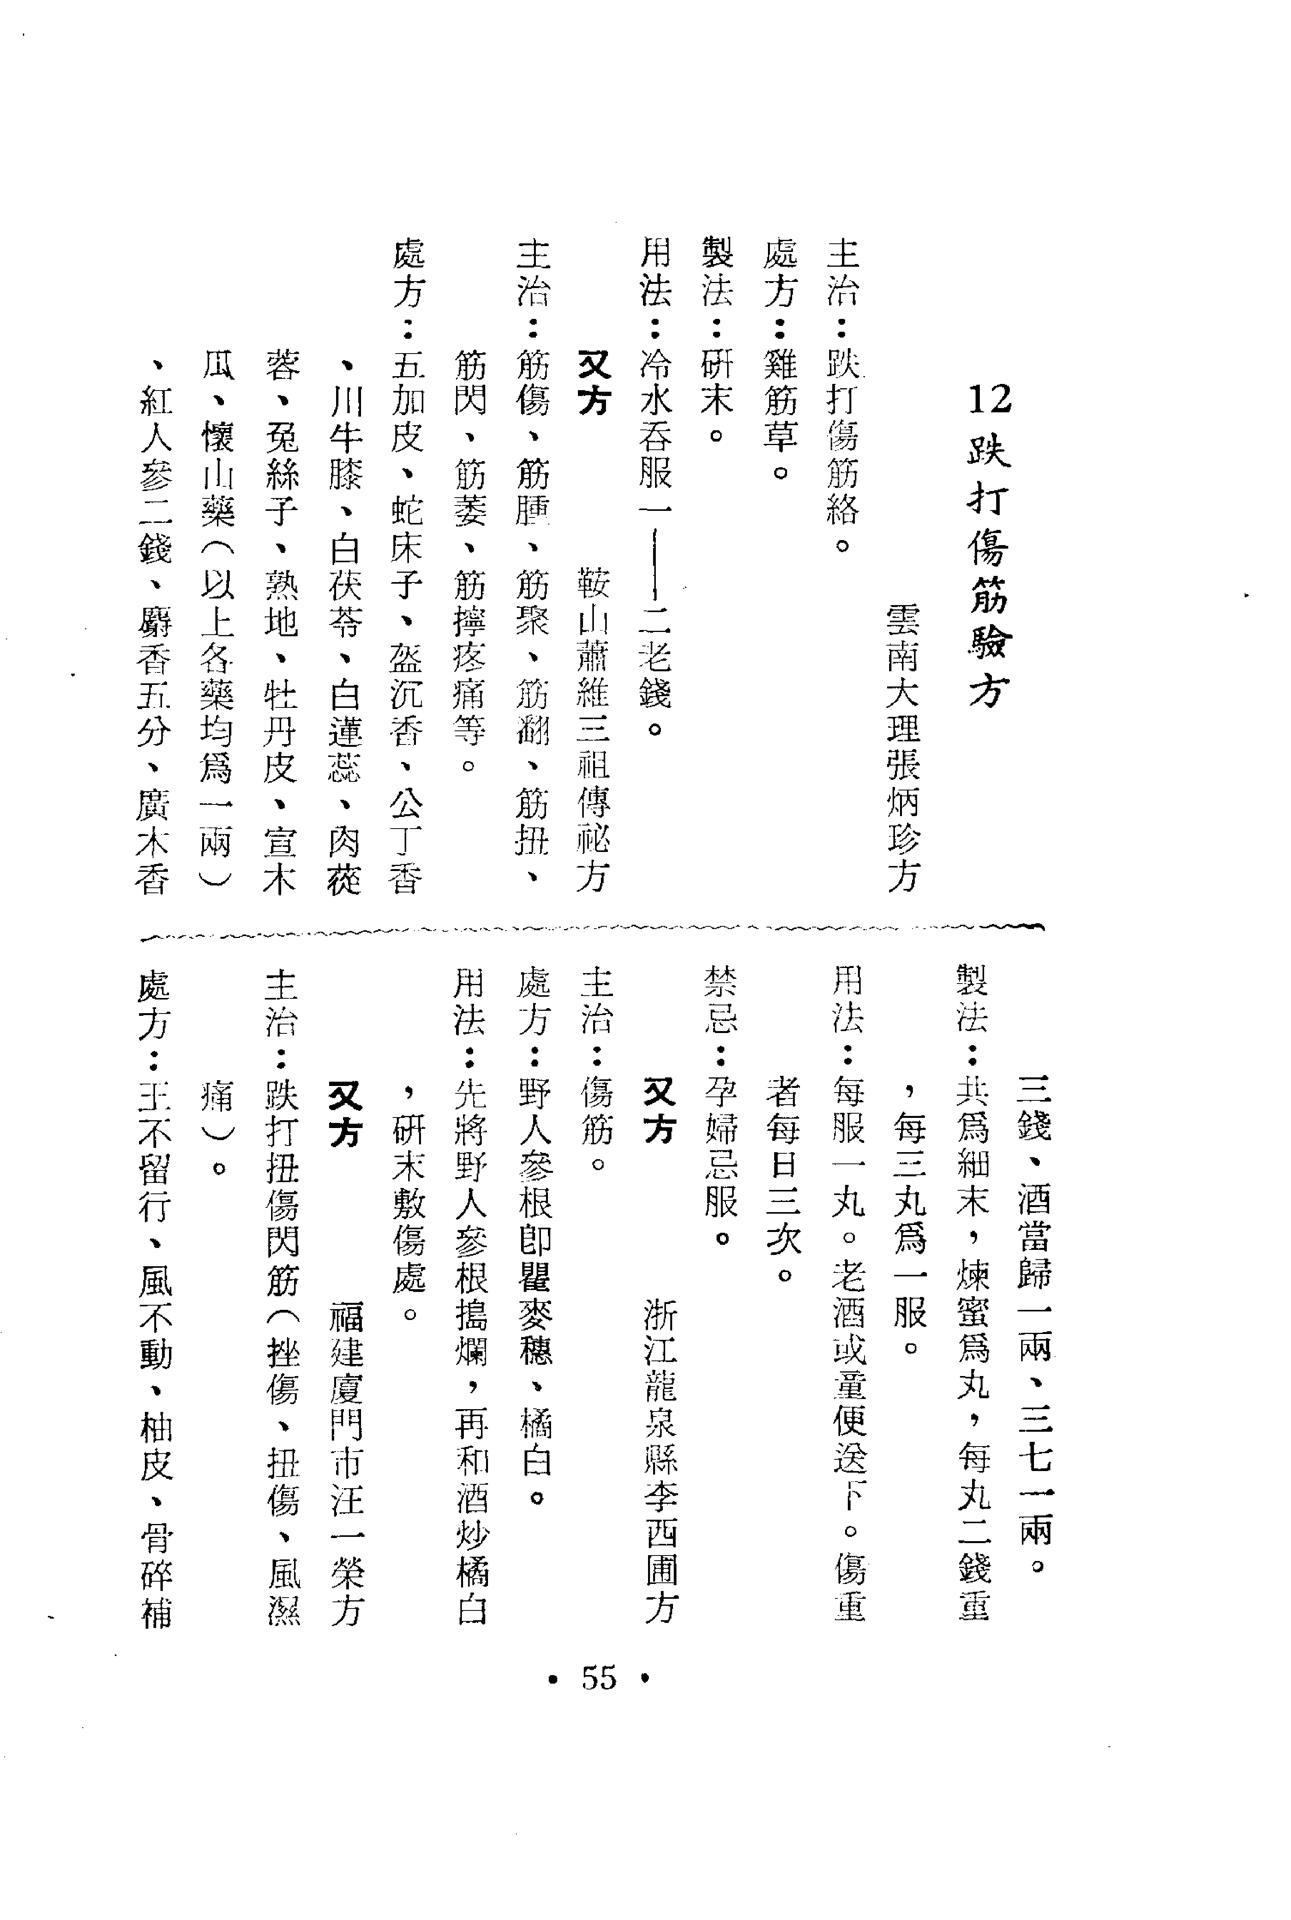 12跌打傷筋驗方
雲南大理張炳珍方
主治：跌打傷筋絡。
處方：雞筋草。
製法：研末。
用法：冷水吞服一——二老錢。
又方　鞍山蕭維三祖傳祕方
主治：筋傷、筋腫、筋聚、筋翻、筋扭、
筋閃、筋萎、筋擰疼痛等。
處方：五加皮、蛇床子、盔沉香、公丁香
、川牛膝、白茯苓、白蓮蕊、肉蓯
蓉、兔絲子、熟地、牡丹皮、宣木
瓜、懷山藥（以上各藥均爲一兩）
、紅人參二錢、麝香五分、廣木香
三錢、酒當歸一兩、三七一兩。
製法：共爲細末，煉蜜爲丸，每丸二錢重
，每三丸爲一服。
用法：每服一丸。老酒或童便送下。傷重
者每日三次。
禁忌：孕婦忌服。
又方　浙江龍泉縣李西圃方
主治：傷筋。
處方：野人參根卽瞿麥穗、橘白。
用法：先將野人參根搗爛，再和酒炒橘白
，研末敷傷處。
又方　福建廈門市汪一榮方
主治：跌打扭傷閃筋（挫傷、扭傷、風濕
痛）。
處方：王不留行、風不動、柚皮、骨碎補
• 55 •